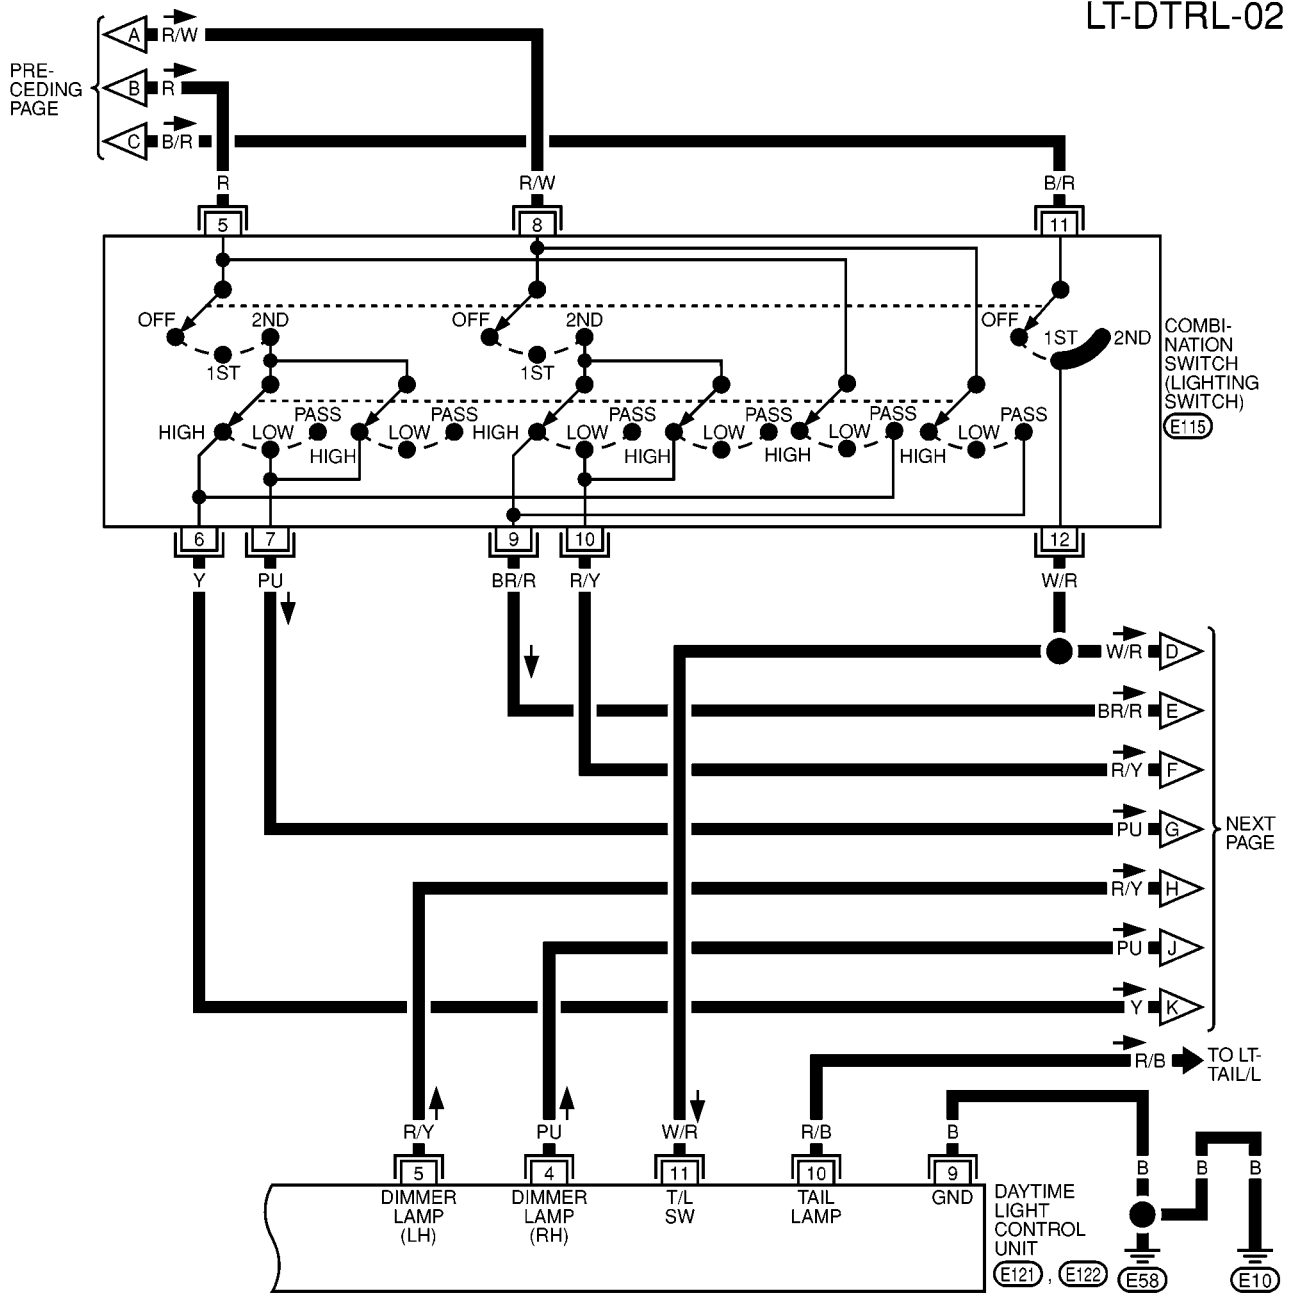 LT-DTRL-02
PRE-
CEDING
PAGE
A R/W
B R
C B/R
R R/W B/R
5 8 11
OFF 2ND OFF 2ND OFF 1ST 2ND
1ST 1ST
COMBI-
NATION
SWITCH
(LIGHTING
SWITCH)
E115
PASS PASS PASS PASS PASS PASS
HIGH LOW LOW HIGH LOW LOW LOW LOW
HIGH HIGH HIGH HIGH
6 7 9 10 12
Y PU BR/R R/Y W/R
W/R D
BR/R E
R/Y F
PU G
R/Y H
PU J
Y K
NEXT
PAGE
R/B TO LT-
TAIL/L
R/Y PU W/R R/B B B B B
5 4 11 10 9
DIMMER
LAMP
(LH)
DIMMER
LAMP
(RH)
T/L
SW
TAIL
LAMP
GND
DAYTIME
LIGHT
CONTROL
UNIT
E121 , E122
E58 E10